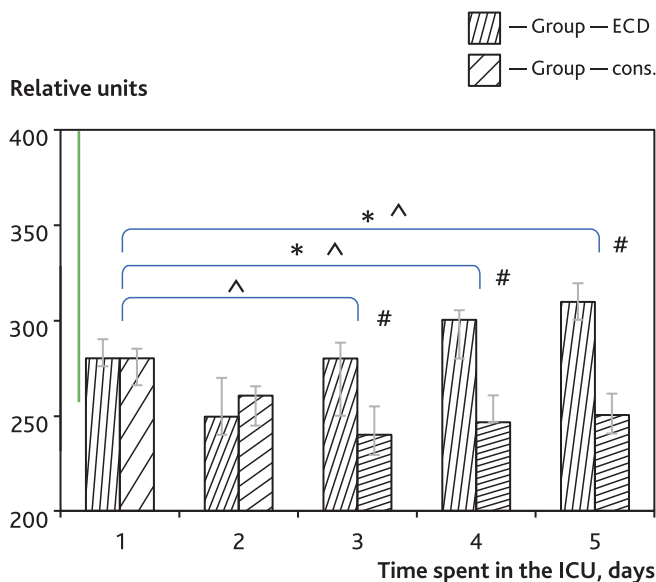 — Group — ECD
— Group — cons.
Relative units
400
350
300
250
200
* ^
* ^
^
#
#
#
1 2 3 4 5
Time spent in the ICU, days